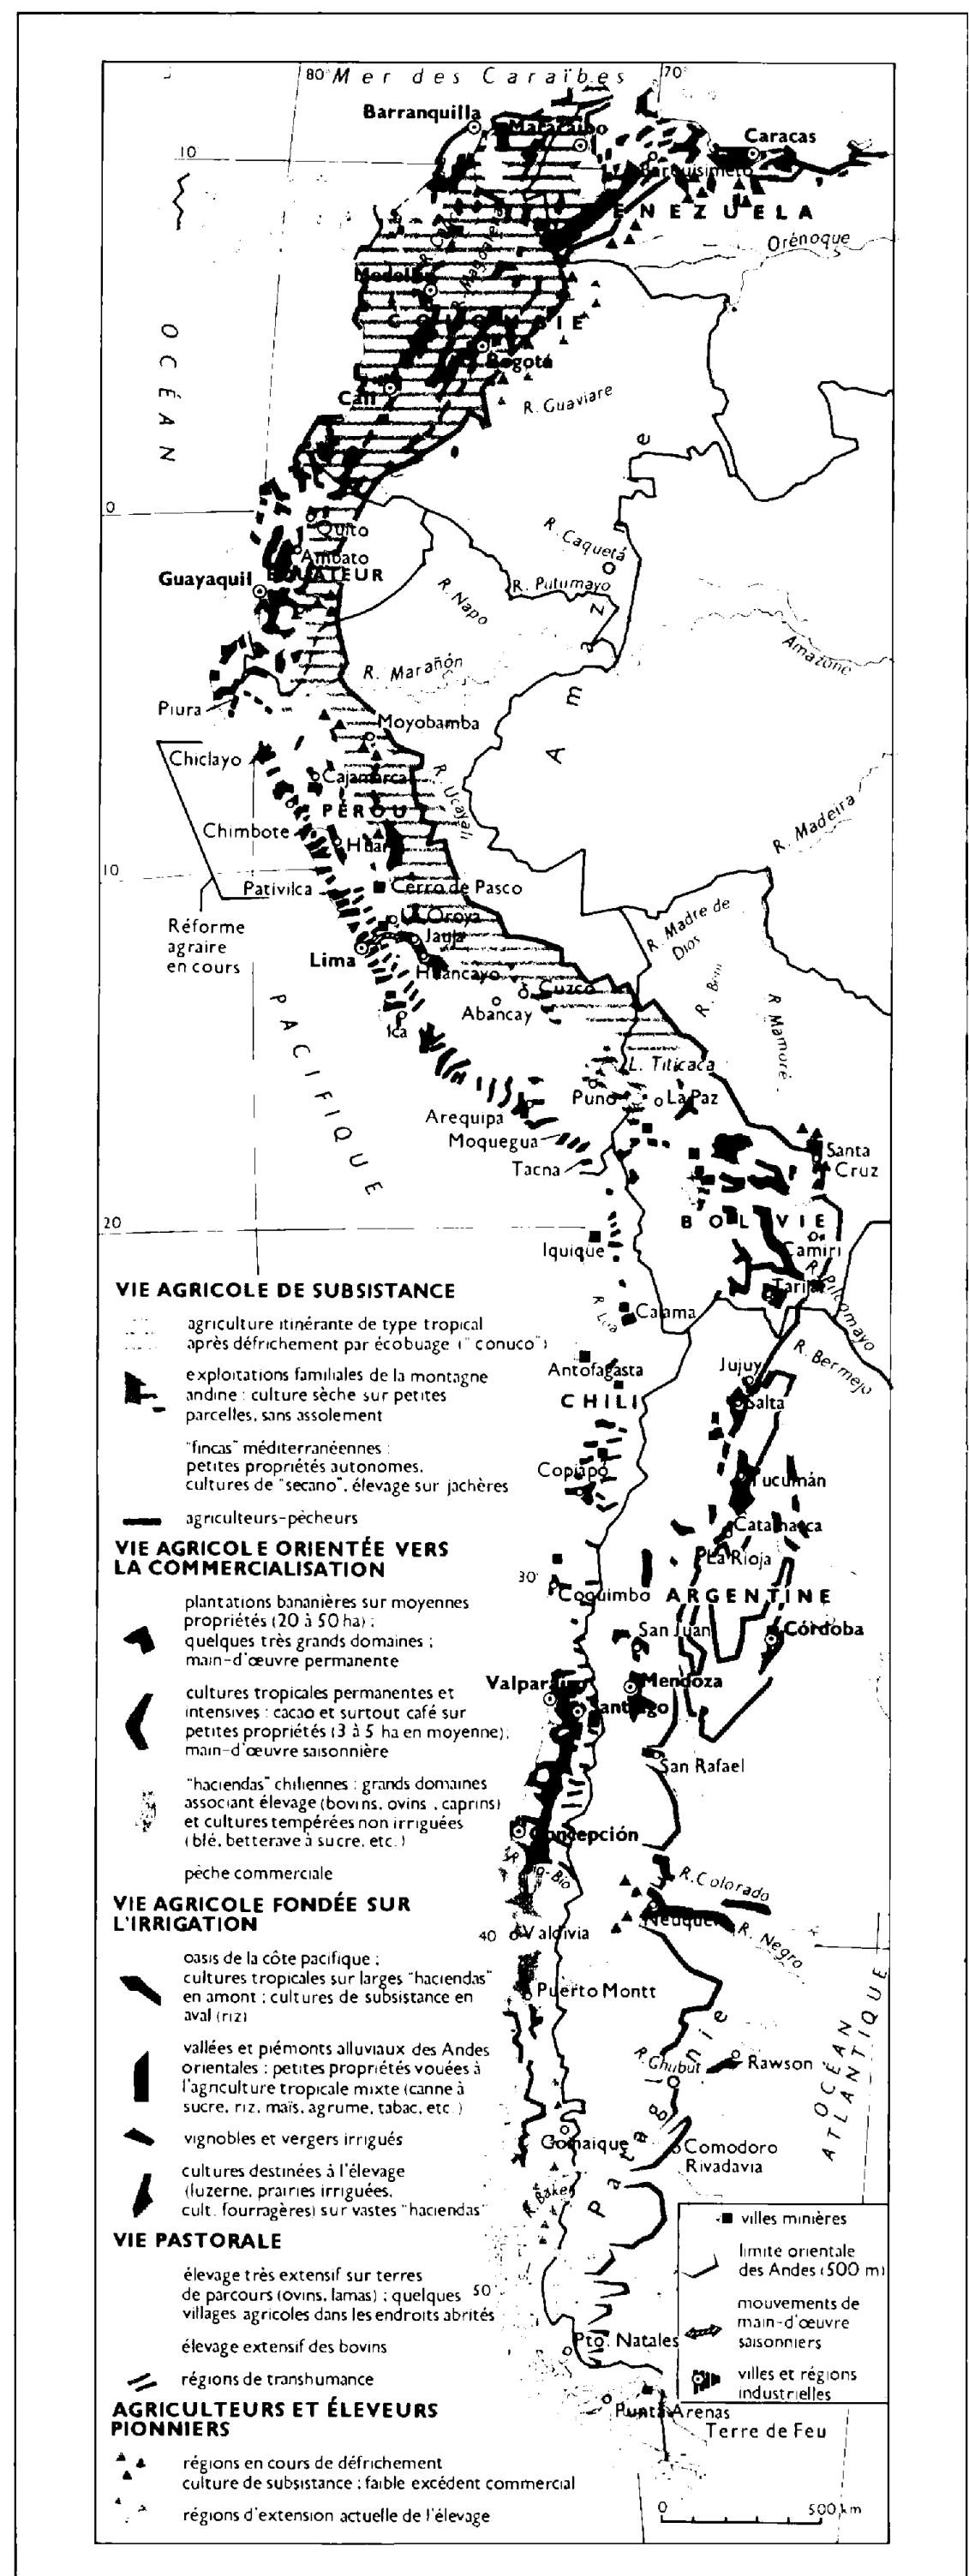 80°
Mer des Caraïbes
70°
Barranquilla
Maracaibo
Caracas
10
Barquisimeto
VENEZUELA
Orénoque
R. Magdalena
Medellín
COLOMBIE
Bogotá
Cali
R. Guaviare
OCÉAN
0
Quito
Ambato
ÉQUATEUR
Guayaquil
R. Caquetá
R. Putumayo
R. Napo
Amazonie
Amazone
R. Marañón
Piura
Moyobamba
Chiclayo
Cajamarca
PÉROU
R. Ucayali
Chimbote
Huar
R. Madeira
10
Pativilca
Cerro de Pasco
Réforme
agraire
en cours
La Oroya
Jauja
Lima
Huancayo
R. Madre de
Dios
R. Beni
R. Mamoré
Cuzco
Abancay
Ica
PACIFIQUE
L. Titicaca
Puno
La Paz
Arequipa
Moquegua
Tacna
Santa
Cruz
20
BOLIVIE
Iquique
Camiri
Tarija
R. Pilcomayo
R. Loa
Calama
R. Bermejo
Antofagasta
Jujuy
CHILI
Salta
Copiapó
Tucumán
Catamarca
La Rioja
30°
Coquimbo
ARGENTINE
San Juan
Córdoba
Valparaíso
Mendoza
Santiago
San Rafael
Concepción
R. Bio-Bio
R. Colorado
Neuquén
R. Negro
40
Valdivia
Puerto Montt
OCÉAN
ATLANTIQUE
R. Chubut
Rawson
Patagonie
Comodoro
Rivadavia
R. Baker
50°
Pto. Natales
Punta Arenas
Terre de Feu
VIE AGRICOLE DE SUBSISTANCE
agriculture itinérante de type tropical
après défrichement par écobuage ("conuco")
exploitations familiales de la montagne
andine : culture sèche sur petites
parcelles, sans assolement
"fincas" méditerranéennes :
petites propriétés autonomes,
cultures de "secano", élevage sur jachères
agriculteurs-pêcheurs
VIE AGRICOLE ORIENTÉE VERS
LA COMMERCIALISATION
plantations bananières sur moyennes
propriétés (20 à 50 ha) ;
quelques très grands domaines ;
main-d'œuvre permanente
cultures tropicales permanentes et
intensives : cacao et surtout café sur
petites propriétés (3 à 5 ha en moyenne);
main-d'œuvre saisonnière
"haciendas" chiliennes : grands domaines
associant élevage (bovins, ovins, caprins)
et cultures tempérées non irriguées
(blé, betterave à sucre, etc.)
pêche commerciale
VIE AGRICOLE FONDÉE SUR
L'IRRIGATION
oasis de la côte pacifique ;
cultures tropicales sur larges "haciendas"
en amont ; cultures de subsistance en
aval (riz)
vallées et piémonts alluviaux des Andes
orientales : petites propriétés vouées à
l'agriculture tropicale mixte (canne à
sucre, riz, maïs, agrume, tabac, etc.)
vignobles et vergers irrigués
cultures destinées à l'élevage
(luzerne, prairies irriguées,
cult. fourragères) sur vastes "haciendas"
VIE PASTORALE
élevage très extensif sur terres
de parcours (ovins, lamas) ; quelques
villages agricoles dans les endroits abrités
élevage extensif des bovins
régions de transhumance
AGRICULTEURS ET ÉLEVEURS
PIONNIERS
régions en cours de défrichement
culture de subsistance ; faible excédent commercial
régions d'extension actuelle de l'élevage
villes minières
limite orientale
des Andes (500 m)
mouvements de
main-d'œuvre
saisonniers
villes et régions
industrielles
0 500 km